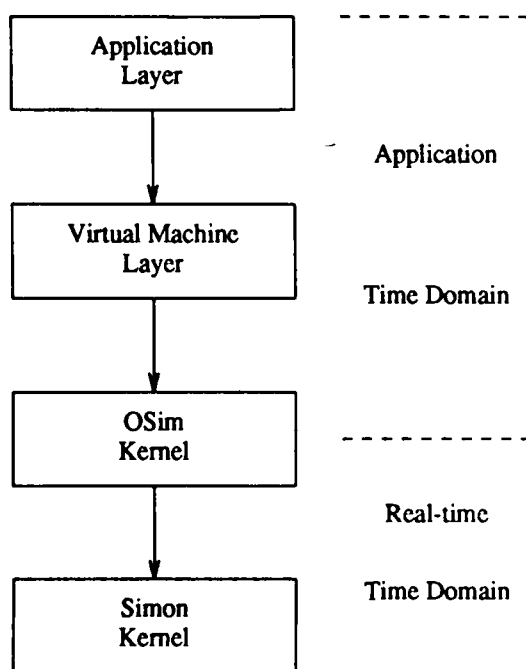 Application
Layer
Application
Virtual Machine
Layer
Time Domain
OSim
Kernel
Real-time
Time Domain
Simon
Kernel